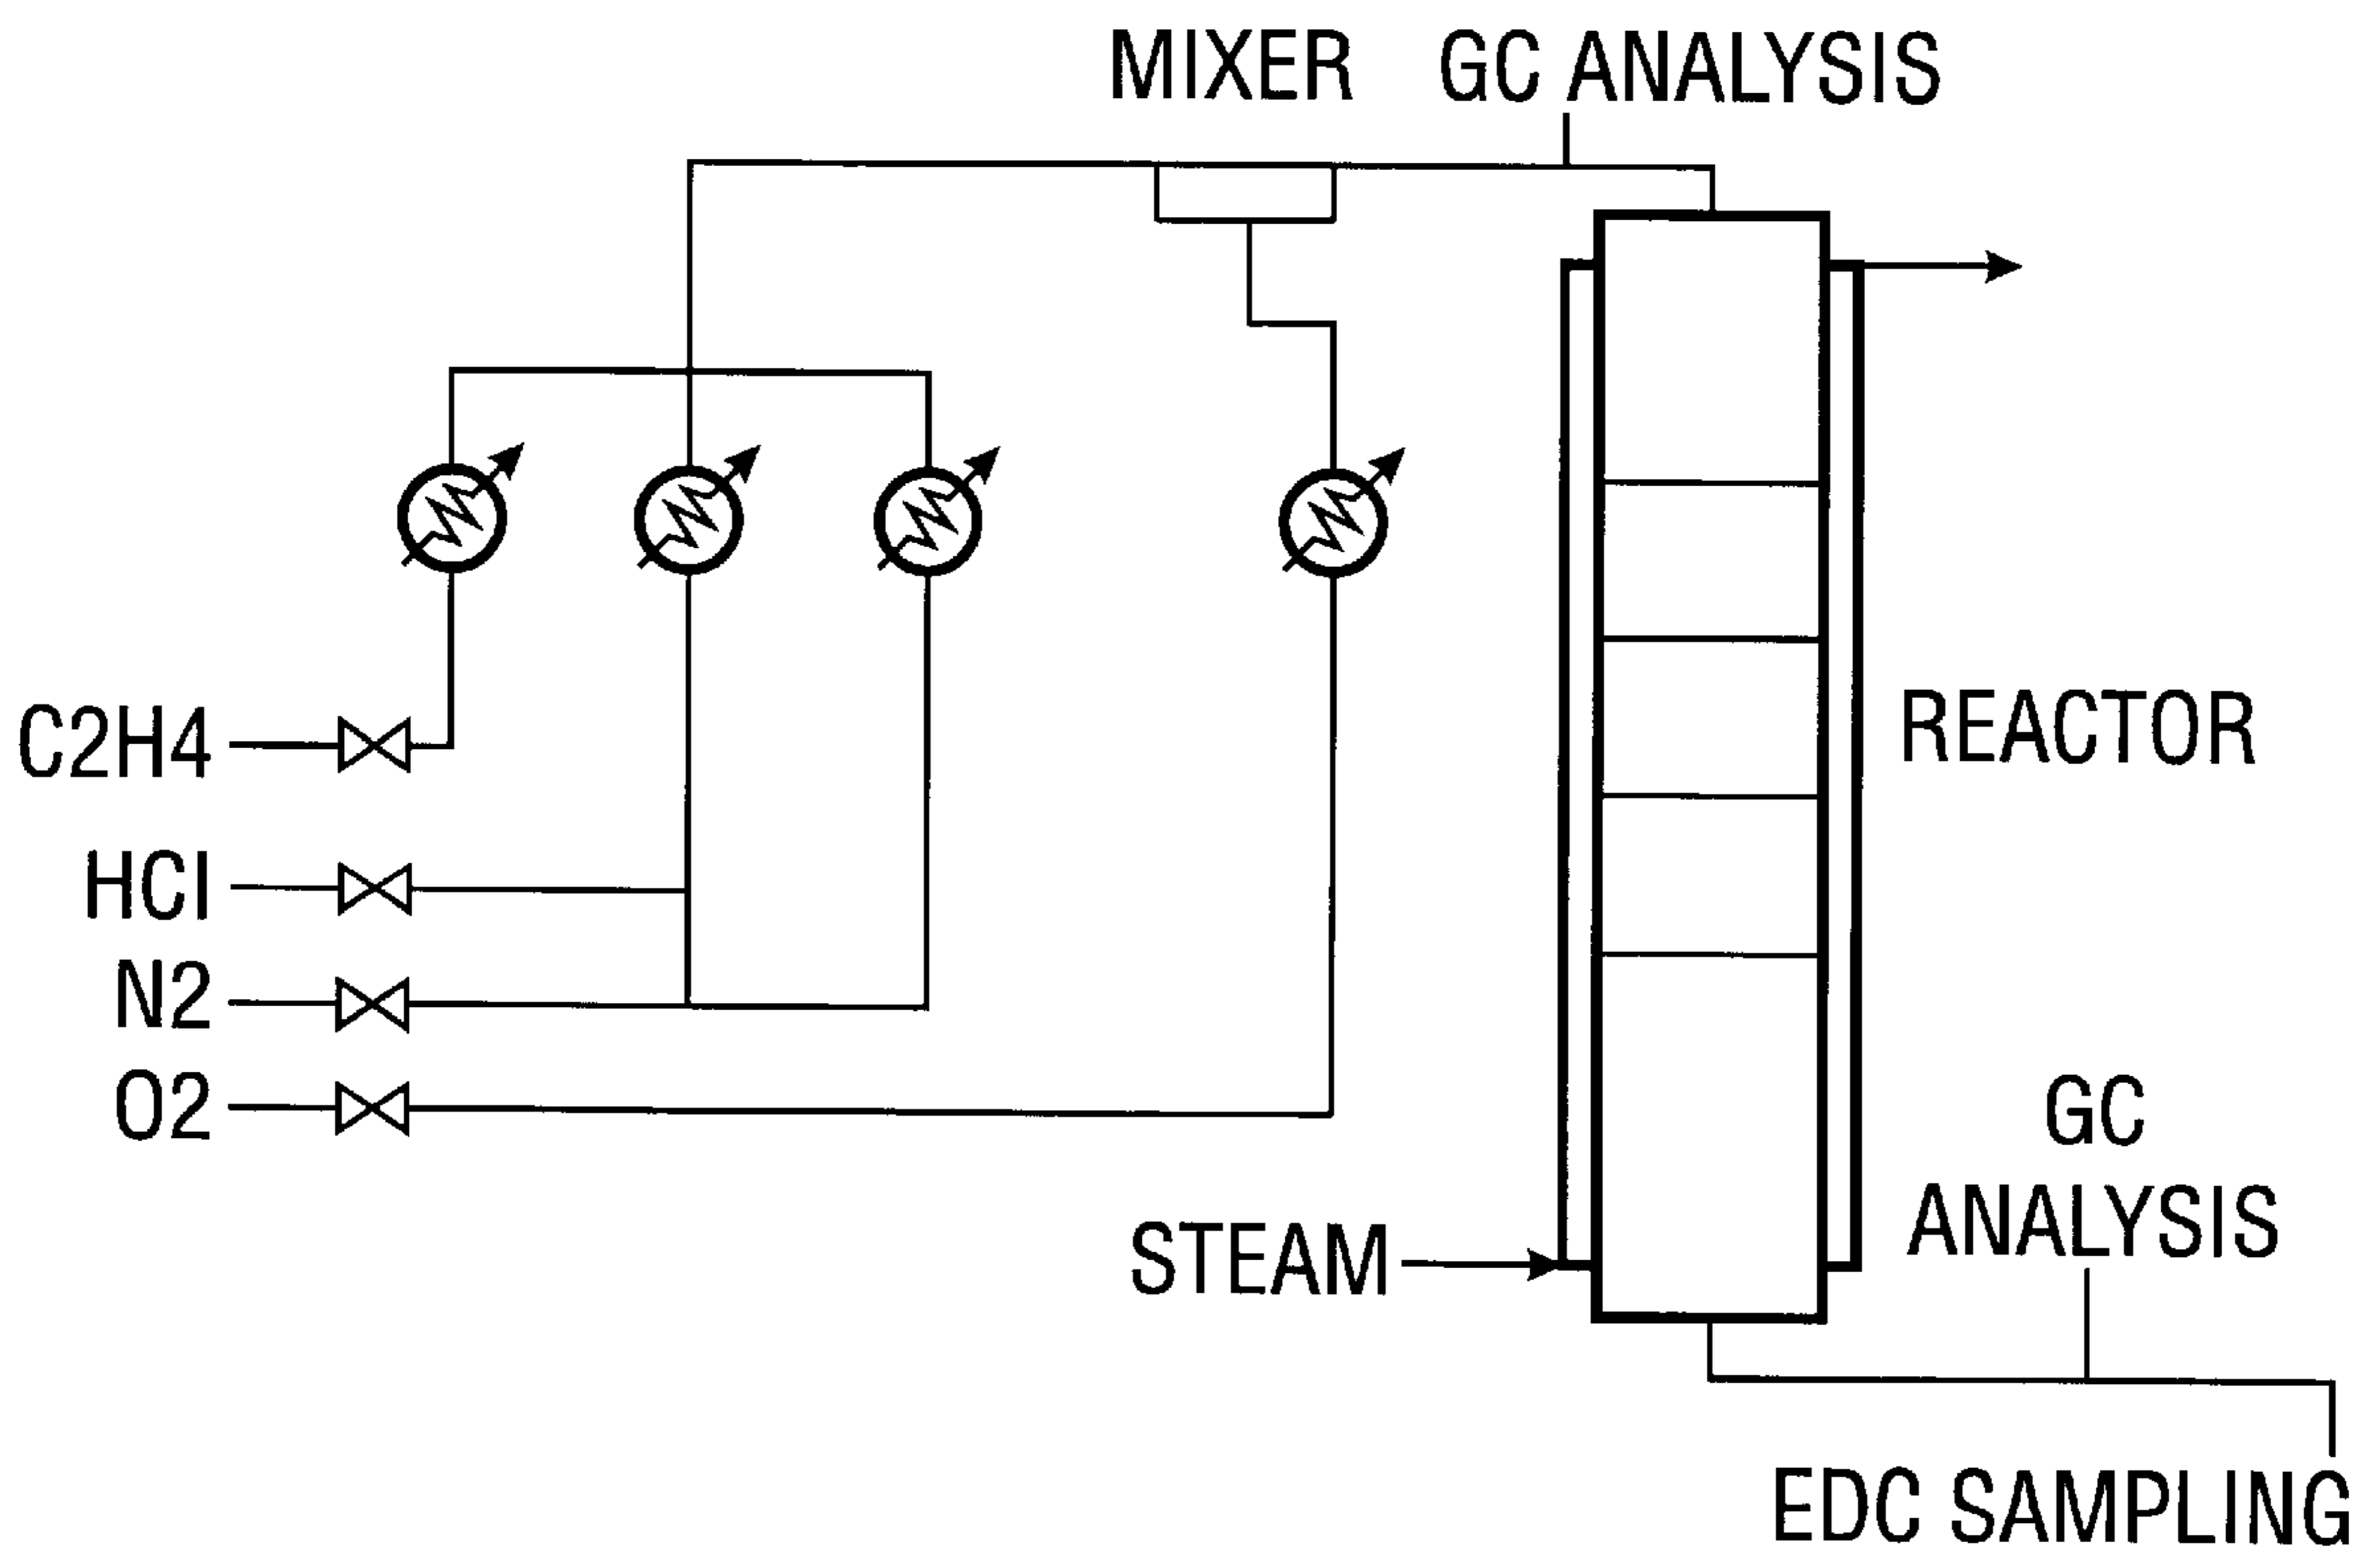 MIXER
GC ANALYSIS
C2H4
REACTOR
HCl
N2
O2
GC
ANALYSIS
STEAM
EDC SAMPLING